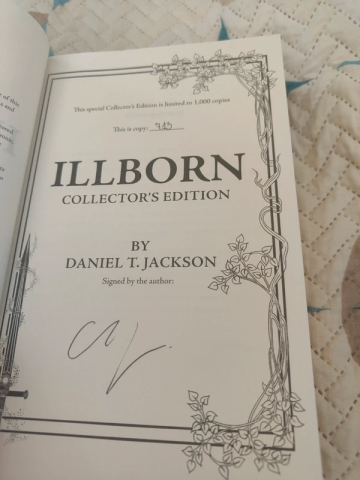 This special Collector's Edition is limited to 1,000 copies
This is copy: 713
ILLBORN
COLLECTOR'S EDITION
BY
DANIEL T. JACKSON
Signed by the author: